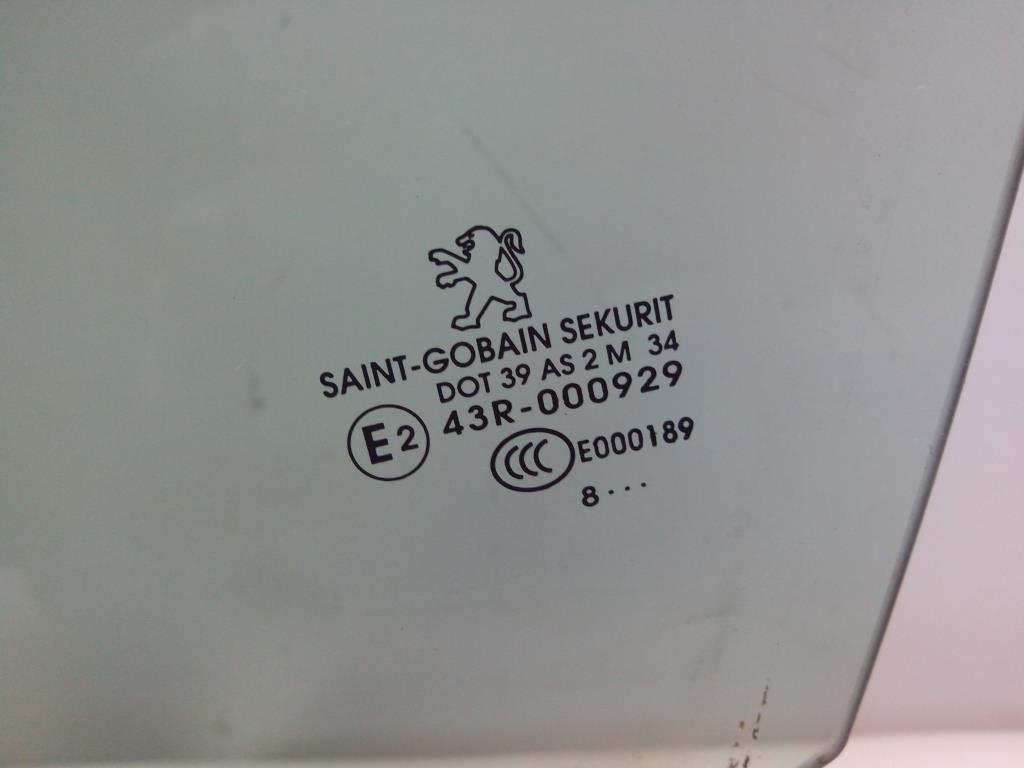 SAINT-GOBAIN SEKURIT
DOT 39 AS 2 M 34
E2 43R-000929
CCC E000189
8 · · ·